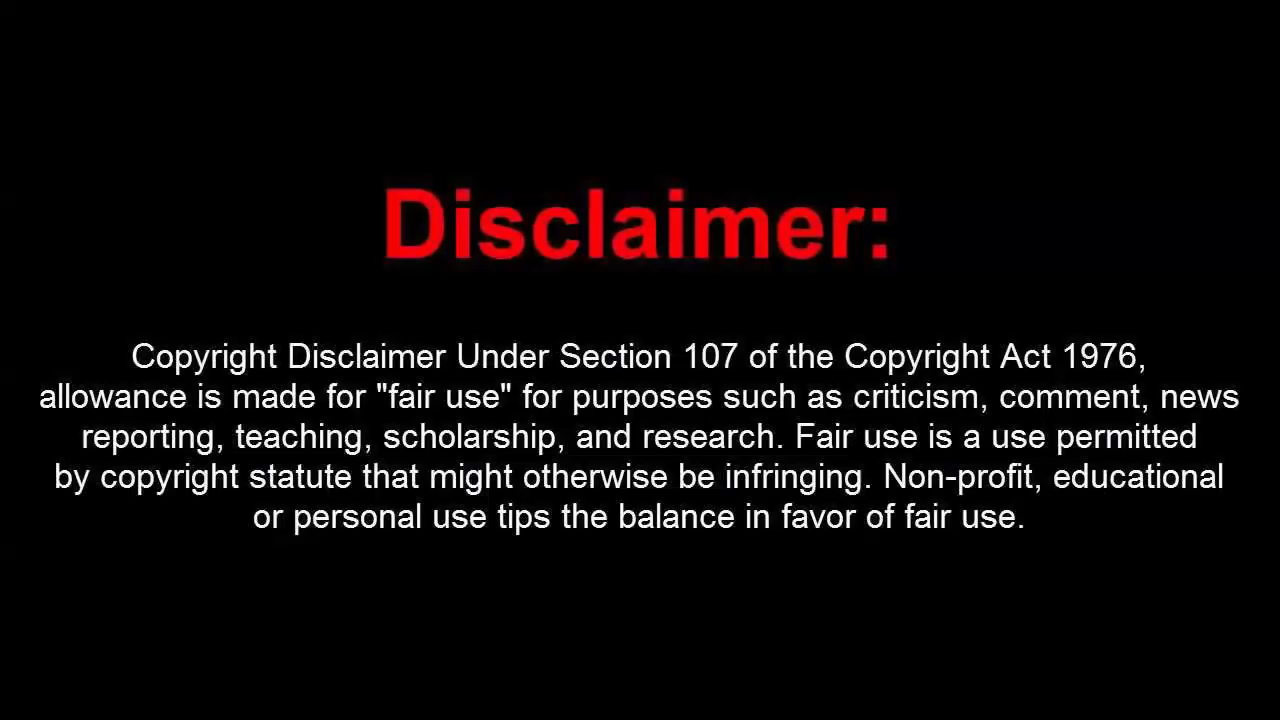 Disclaimer:
Copyright Disclaimer Under Section 107 of the Copyright Act 1976,
allowance is made for "fair use" for purposes such as criticism, comment, news
reporting, teaching, scholarship, and research. Fair use is a use permitted
by copyright statute that might otherwise be infringing. Non-profit, educational
or personal use tips the balance in favor of fair use.